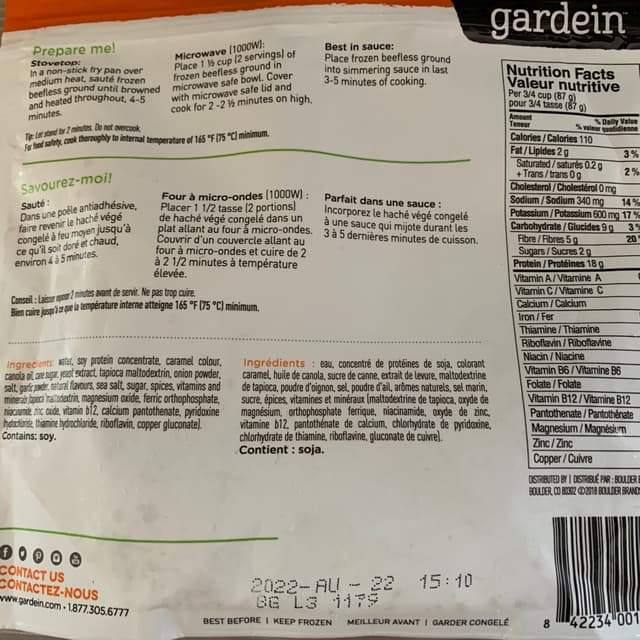 gardein
Prepare me!
Stovetop:
In a non-stick fry pan over
medium heat, sauté frozen
beefless ground until browned
and heated throughout, 4-5
minutes.
Microwave (1000W):
Place 1 ½ cup (2 servings) of
frozen beefless ground in
microwave safe bowl. Cover
with microwave safe lid and
cook for 2 -2 ½ minutes on high.
Best in sauce:
Place frozen beefless ground
into simmering sauce in last
3-5 minutes of cooking.
Tip: Let stand for 2 minutes. Do not overcook.
For food safety, cook thoroughly to internal temperature of 165 °F (75 °C) minimum.
Savourez-moi!
Sauté :
Dans une poêle antiadhésive,
faire revenir le haché végé
congelé à feu moyen jusqu'à
ce qu'il soit doré et chaud,
environ 4 à 5 minutes.
Four à micro-ondes (1000W) :
Placer 1 1/2 tasse (2 portions)
de haché végé congelé dans un
plat allant au four à micro-ondes.
Couvrir d'un couvercle allant au
four à micro-ondes et cuire de 2
à 2 1/2 minutes à température
élevée.
Parfait dans une sauce :
Incorporez le haché végé congelé
à une sauce qui mijote durant les
3 à 5 dernières minutes de cuisson.
Conseil : Laisser reposer 2 minutes avant de servir. Ne pas trop cuire.
Bien cuire jusqu'à ce que la température interne atteigne 165 °F (75 °C) minimum.
Ingredients: water, soy protein concentrate, caramel colour,
canola oil, cane sugar, yeast extract, tapioca maltodextrin, onion powder,
salt, garlic powder, natural flavours, sea salt, sugar, spices, vitamins and
minerals (tapioca maltodextrin, magnesium oxide, ferric orthophosphate,
niacinamide, zinc oxide, vitamin b12, calcium pantothenate, pyridoxine
hydrochloride, thiamine hydrochloride, riboflavin, copper gluconate).
Contains: soy.
Ingrédients : eau, concentré de protéines de soja, colorant
caramel, huile de canola, sucre de canne, extrait de levure, maltodextrine
de tapioca, poudre d'oignon, sel, poudre d'ail, arômes naturels, sel marin,
sucre, épices, vitamines et minéraux (maltodextrine de tapioca, oxyde de
magnésium, orthophosphate ferrique, niacinamide, oxyde de zinc,
vitamine b12, pantothénate de calcium, chlorhydrate de pyridoxine,
chlorhydrate de thiamine, riboflavine, gluconate de cuivre).
Contient : soja.
Nutrition Facts
Valeur nutritive
Per 3/4 cup (87 g)
pour 3/4 tasse (87 g)
Amount % Daily Value
Teneur % valeur quotidienne
Calories / Calories 110
Fat / Lipides 2 g 3 %
Saturated / saturés 0.2 g
+ Trans / trans 0 g 2 %
Cholesterol / Cholestérol 0 mg
Sodium / Sodium 340 mg 14 %
Potassium / Potassium 600 mg 17 %
Carbohydrate / Glucides 9 g 3 %
Fibre / Fibres 5 g 20
Sugars / Sucres 2 g
Protein / Protéines 18 g
Vitamin A / Vitamine A
Vitamin C / Vitamine C
Calcium / Calcium
Iron / Fer
Thiamine / Thiamine
Riboflavin / Riboflavine
Niacin / Niacine
Vitamin B6 / Vitamine B6
Folate / Folate
Vitamin B12 / Vitamine B12
Pantothenate / Pantothénate
Magnesium / Magnésium
Zinc / Zinc
Copper / Cuivre
DISTRIBUTED BY | DISTRIBUÉ PAR : BOULDER B
BOULDER, CO 80302 ©2018 BOULDER BRANDS
CONTACT US
CONTACTEZ-NOUS
www.gardein.com • 1.877.305.6777
2022-AU-22 15:10
BG L3 1179
BEST BEFORE | KEEP FROZEN MEILLEUR AVANT | GARDER CONGELÉ
8 42234 001